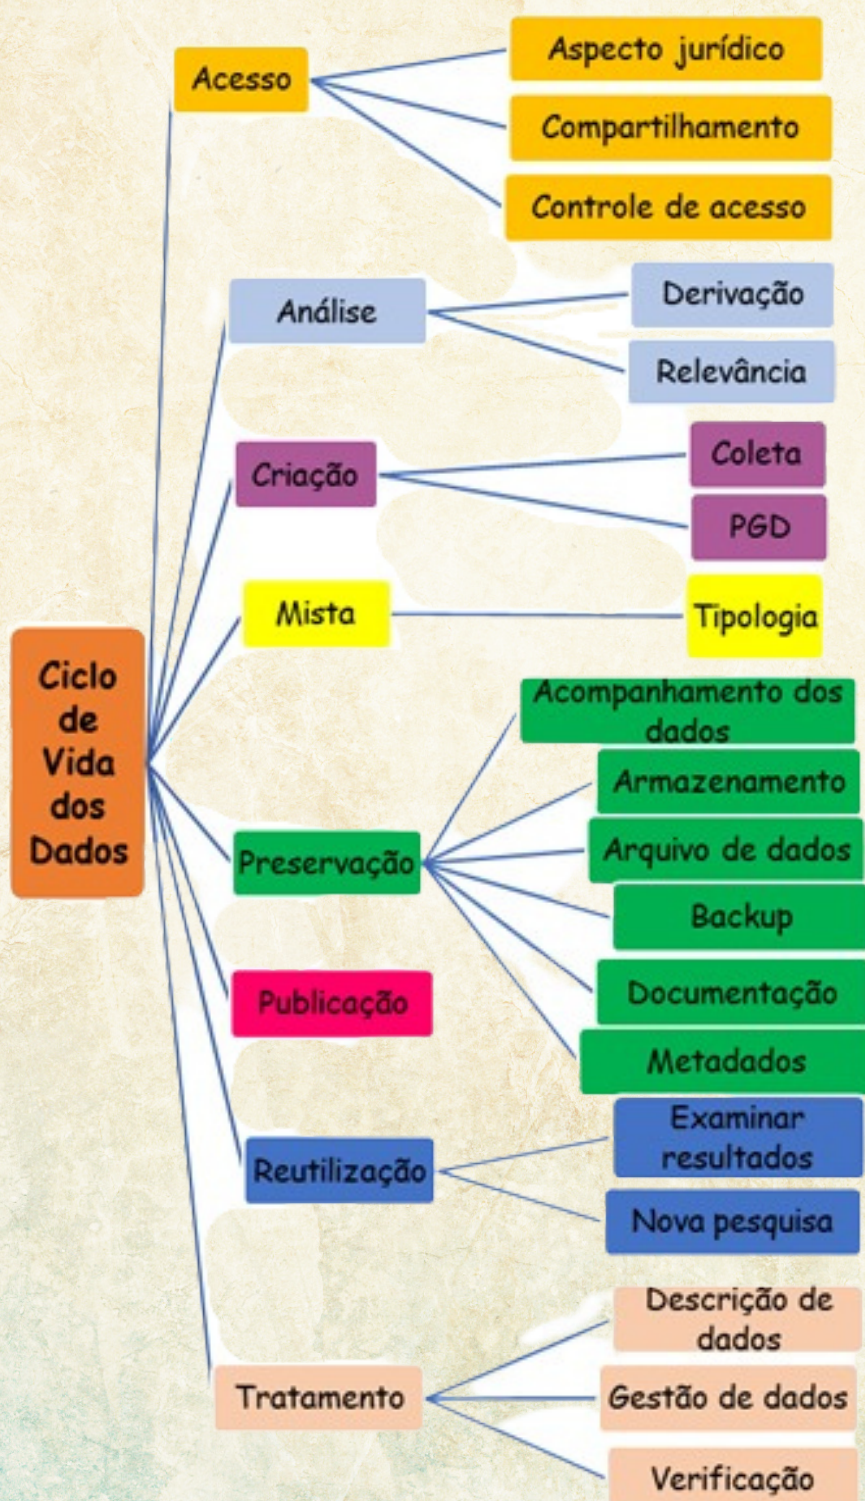 Acesso
Aspecto jurídico
Compartilhamento
Controle de acesso
Análise
Derivação
Relevância
Criação
Coleta
PGD
Mista
Tipologia
Ciclo
de
Vida
dos
Dados
Preservação
Acompanhamento dos
dados
Armazenamento
Arquivo de dados
Backup
Documentação
Metadados
Publicação
Reutilização
Examinar
resultados
Nova pesquisa
Tratamento
Descrição de
dados
Gestão de dados
Verificação